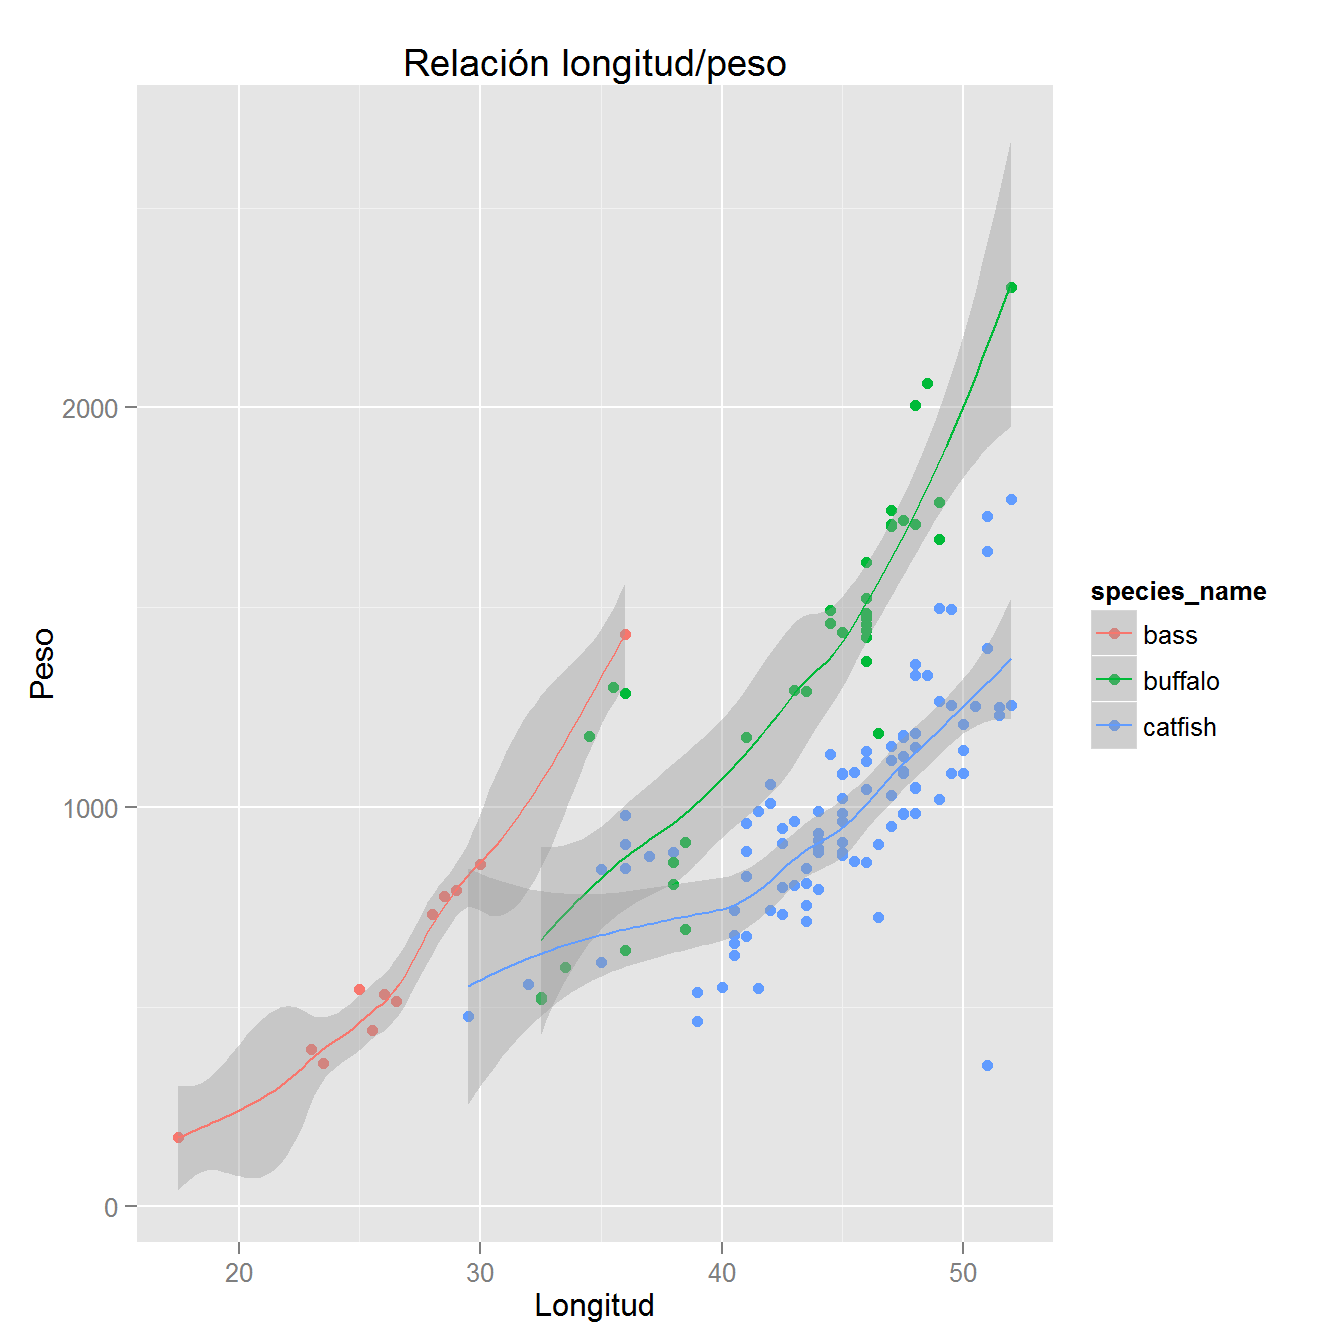 Relación longitud/peso
Peso
2000
1000
0
20 30 40 50
Longitud
species_name
bass
buffalo
catfish